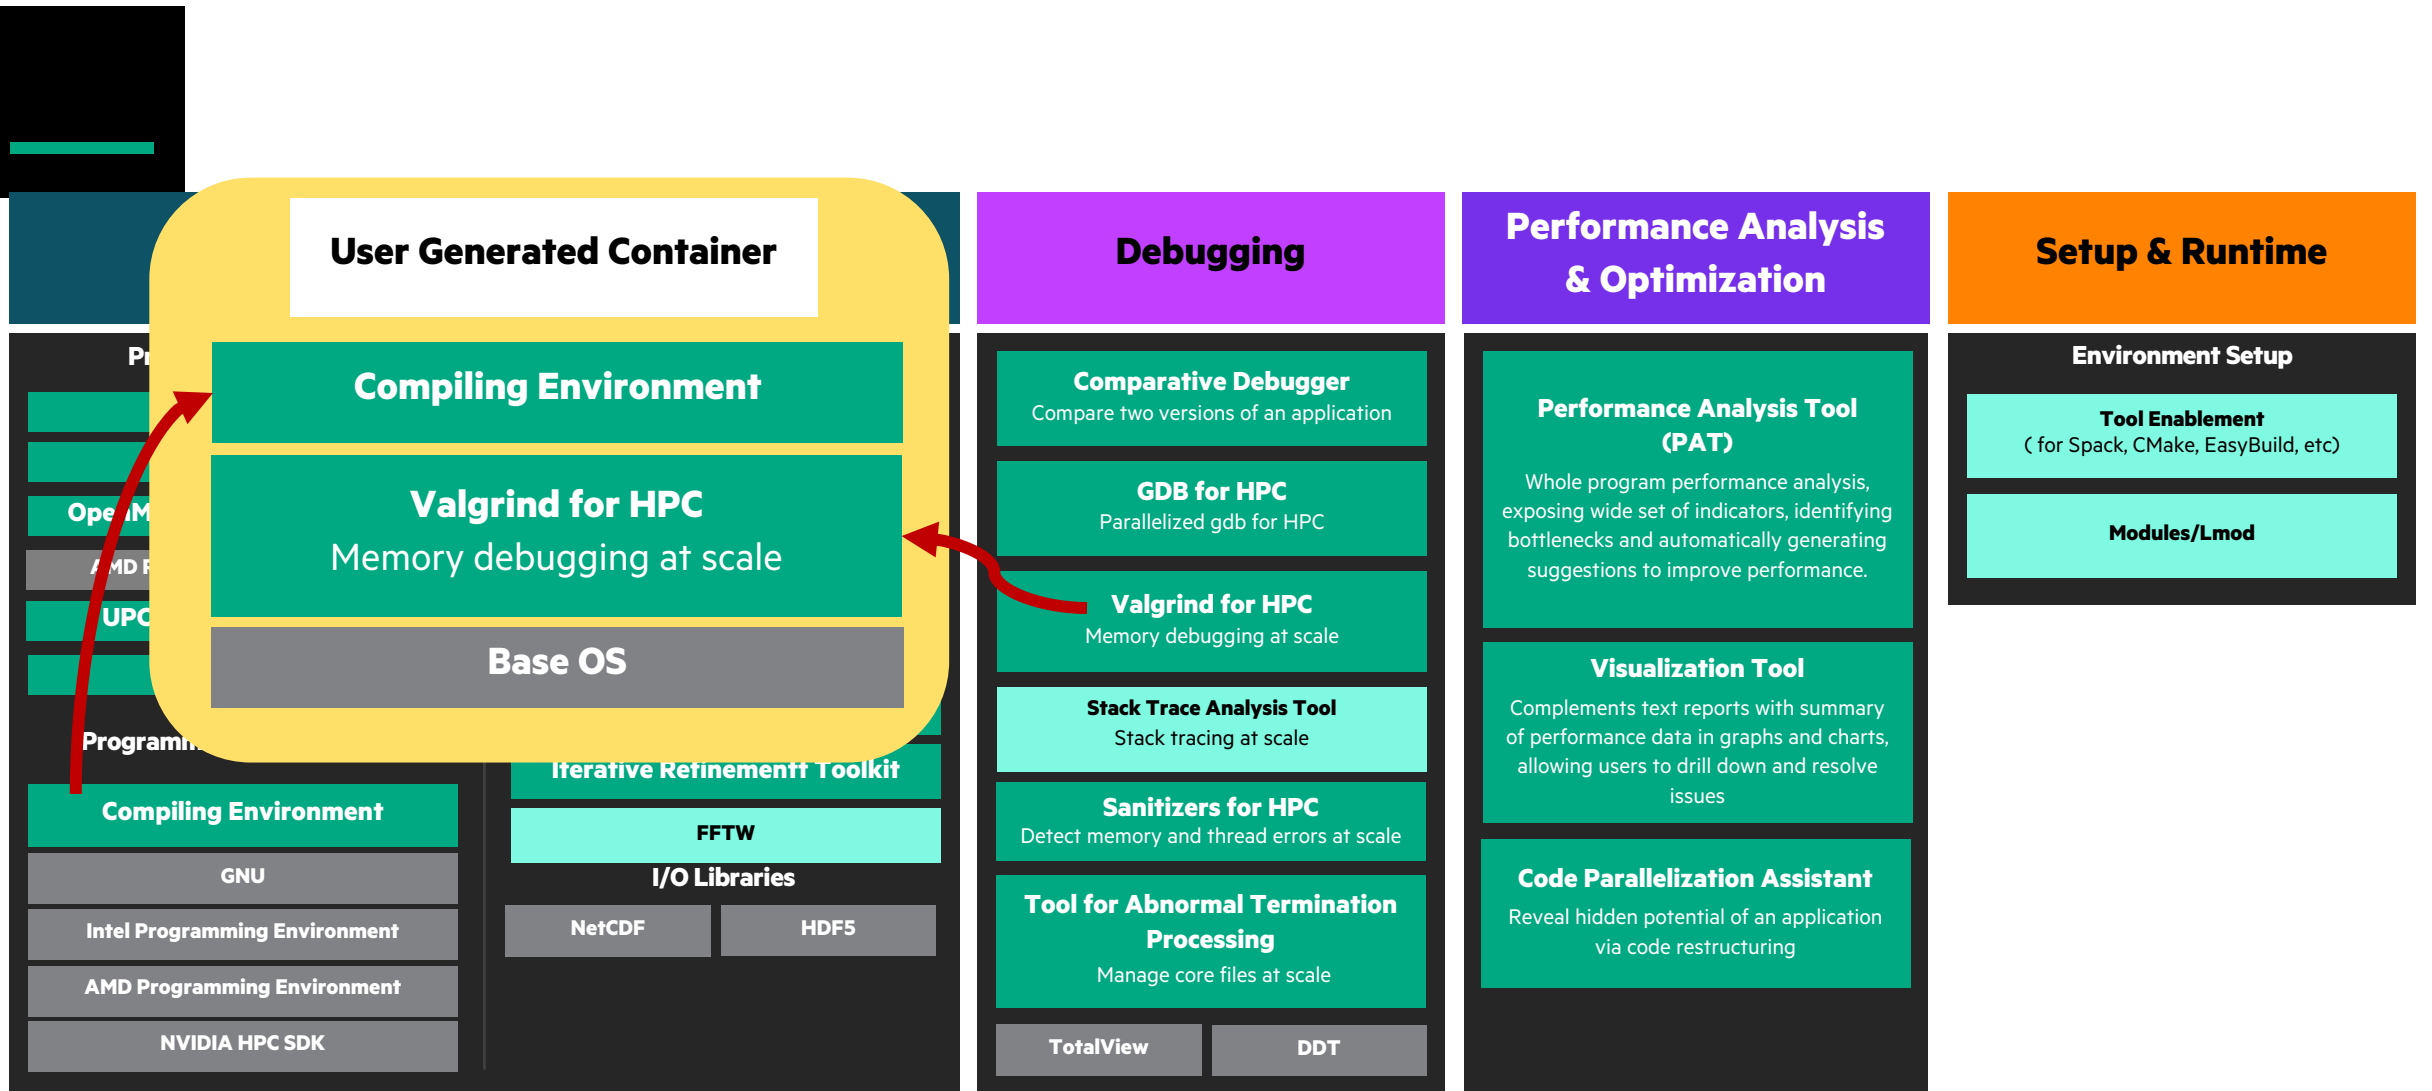 User Generated Container
Compiling Environment
Valgrind for HPC
Memory debugging at scale
Base OS
AMD
UPC
Compiling Environment
GNU
Intel Programming Environment
AMD Programming Environment
NVIDIA HPC SDK
Iterative Refinementt Toolkit
FFTW
I/O Libraries
NetCDF
HDF5
Debugging
Comparative Debugger
Compare two versions of an application
GDB for HPC
Parallelized gdb for HPC
Valgrind for HPC
Memory debugging at scale
Stack Trace Analysis Tool
Stack tracing at scale
Sanitizers for HPC
Detect memory and thread errors at scale
Tool for Abnormal Termination
Processing
Manage core files at scale
TotalView
DDT
Performance Analysis
& Optimization
Performance Analysis Tool
(PAT)
Whole program performance analysis,
exposing wide set of indicators, identifying
bottlenecks and automatically generating
suggestions to improve performance.
Visualization Tool
Complements text reports with summary
of performance data in graphs and charts,
allowing users to drill down and resolve
issues
Code Parallelization Assistant
Reveal hidden potential of an application
via code restructuring
Setup & Runtime
Environment Setup
Tool Enablement
( for Spack, CMake, EasyBuild, etc)
Modules/Lmod